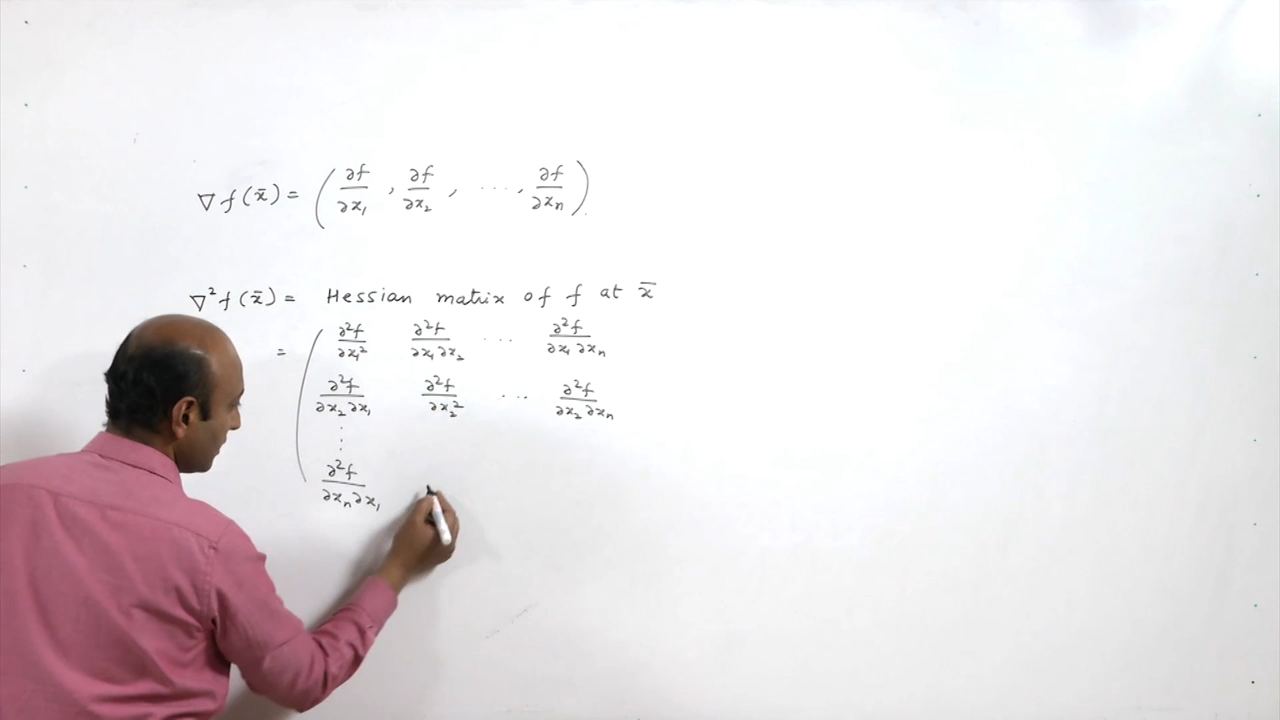 ∇f(x̄) = (∂f/∂x₁, ∂f/∂x₂, ...., ∂f/∂xₙ)
∇²f(x̄) = Hessian matrix of f at x̄
= ( ∂²f/∂x₁² ∂²f/∂x₁∂x₂ ... ∂²f/∂x₁∂xₙ
∂²f/∂x₂∂x₁ ∂²f/∂x₂² ... ∂²f/∂x₂∂xₙ
⋮
∂²f/∂xₙ∂x₁